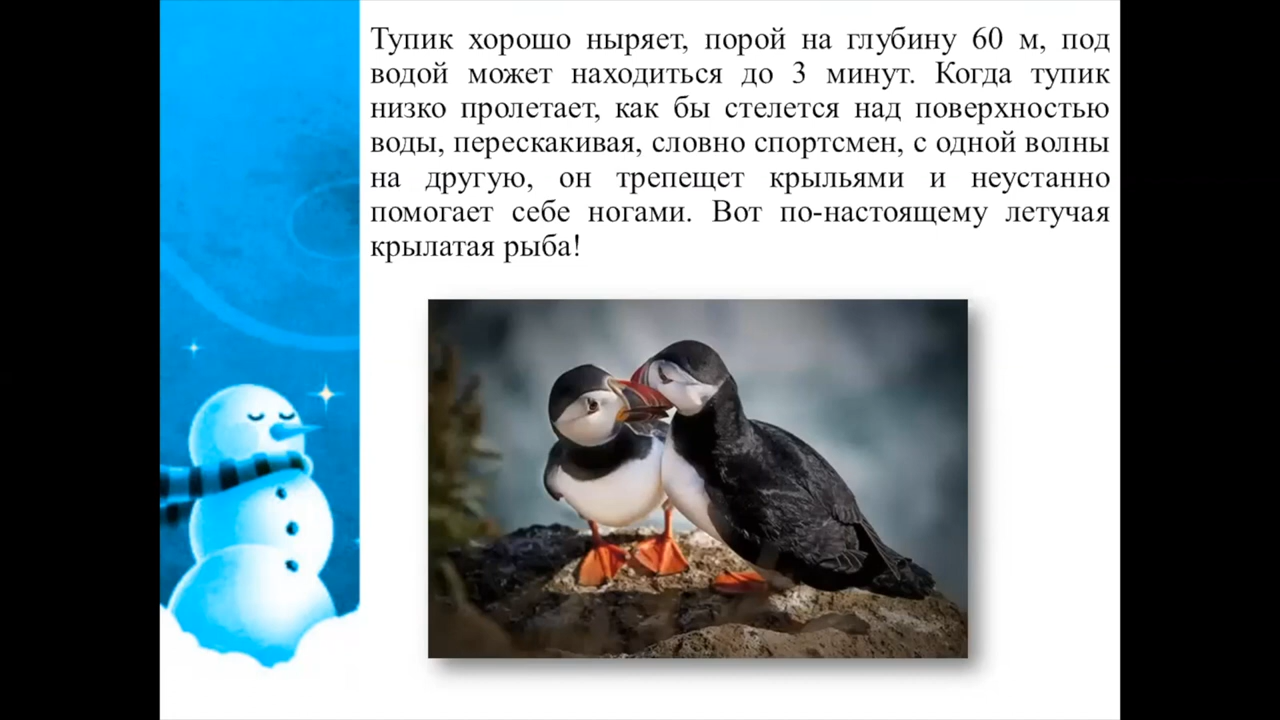 Тупик хорошо ныряет, порой на глубину 60 м, под
водой может находиться до 3 минут. Когда тупик
низко пролетает, как бы стелется над поверхностью
воды, перескакивая, словно спортсмен, с одной волны
на другую, он трепещет крыльями и неустанно
помогает себе ногами. Вот по-настоящему летучая
крылатая рыба!